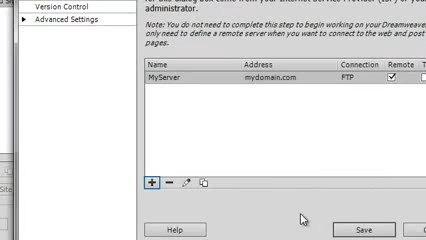 administrator.
Version Control
Advanced Settings
Note: You do not need to complete this step to begin working on your Dreamweaver
only need to define a remote server when you want to connect to the web and post
pages.
Name Address Connection Remote
MyServer mydomain.com FTP
Site
Help Save